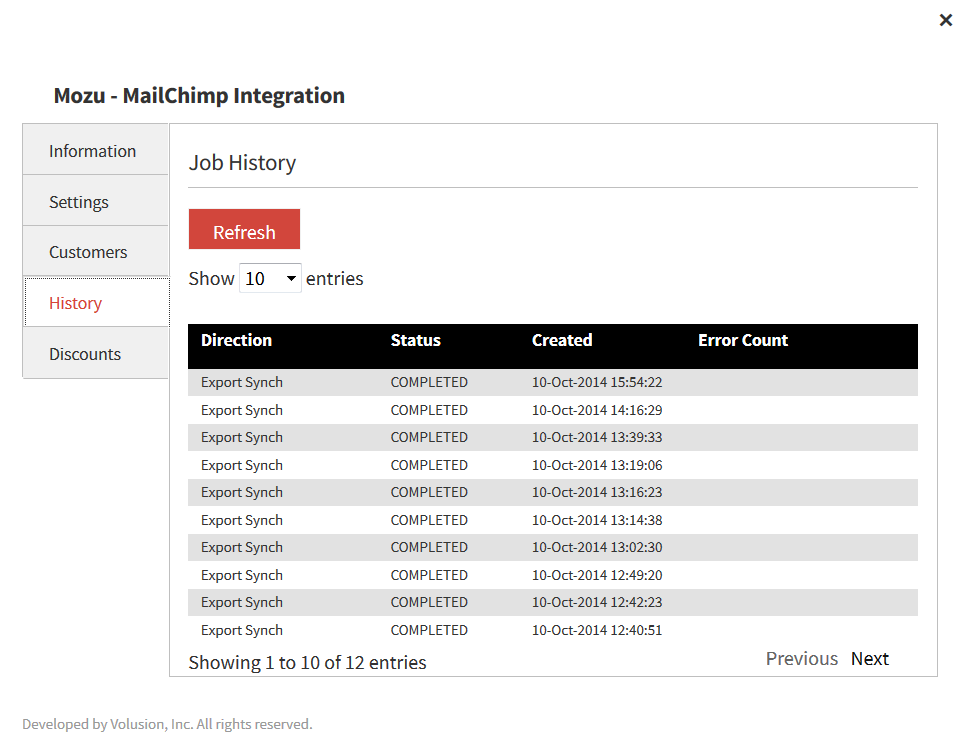 ×
Mozu - MailChimp Integration
Information
Settings
Customers
History
Discounts
Job History
Refresh
Show 10 entries
Direction Status Created Error Count
Export Synch COMPLETED 10-Oct-2014 15:54:22
Export Synch COMPLETED 10-Oct-2014 14:16:29
Export Synch COMPLETED 10-Oct-2014 13:39:33
Export Synch COMPLETED 10-Oct-2014 13:19:06
Export Synch COMPLETED 10-Oct-2014 13:16:23
Export Synch COMPLETED 10-Oct-2014 13:14:38
Export Synch COMPLETED 10-Oct-2014 13:02:30
Export Synch COMPLETED 10-Oct-2014 12:49:20
Export Synch COMPLETED 10-Oct-2014 12:42:23
Export Synch COMPLETED 10-Oct-2014 12:40:51
Showing 1 to 10 of 12 entries Previous Next
Developed by Volusion, Inc. All rights reserved.